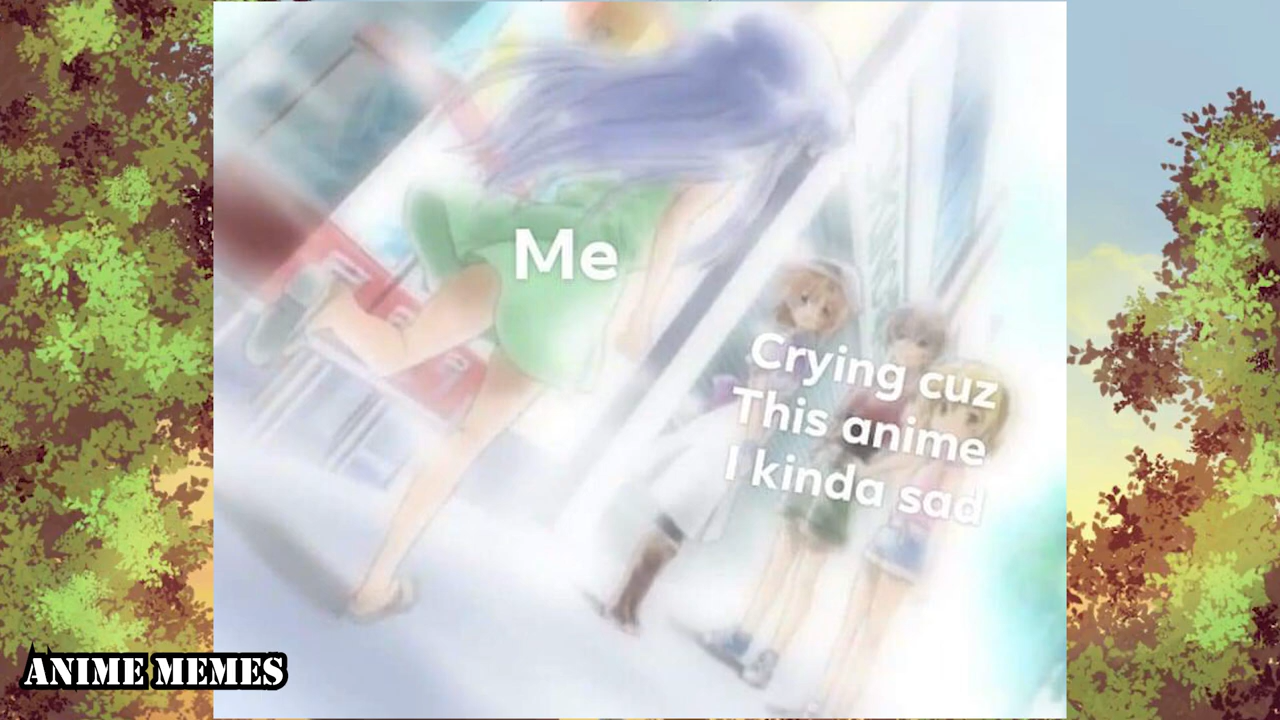 Me
Crying cuz
This anime
I kinda sad
ANIME MEMES